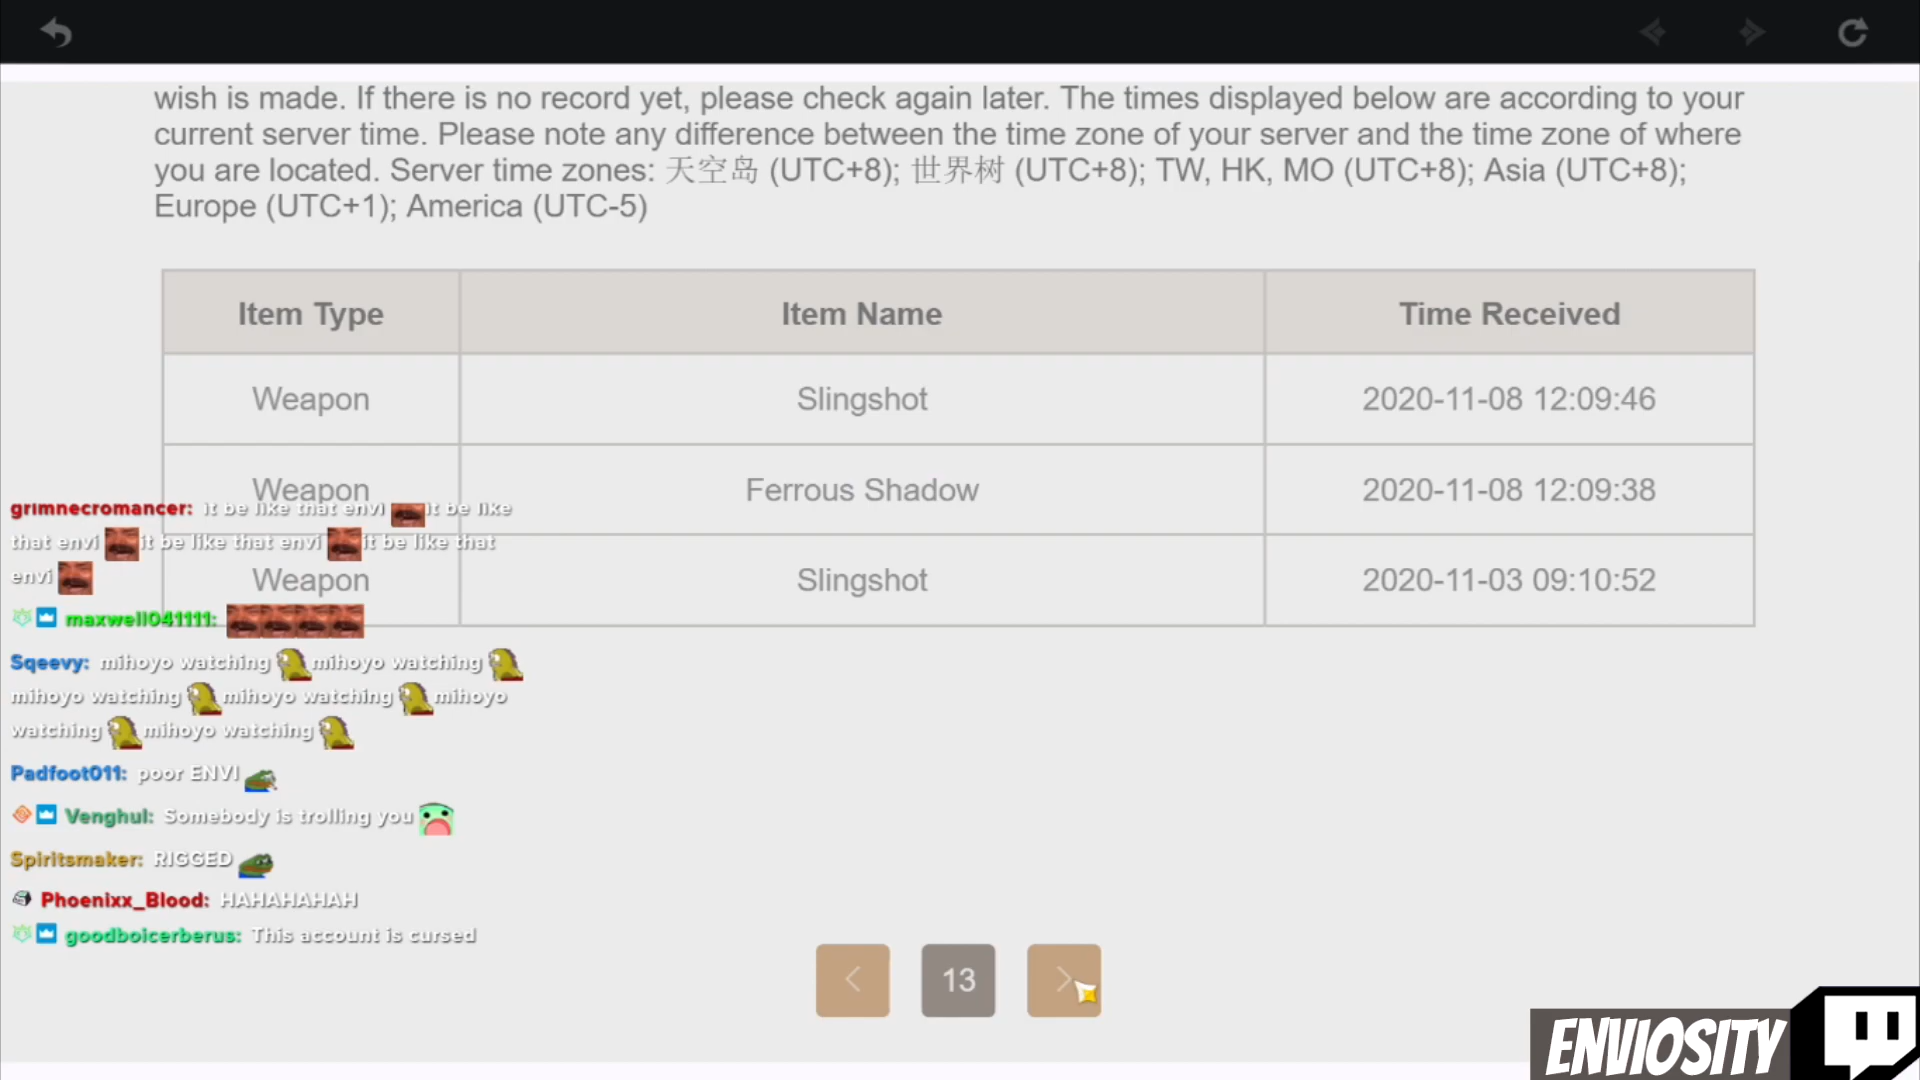 wish is made. If there is no record yet, please check again later. The times displayed below are according to your
current server time. Please note any difference between the time zone of your server and the time zone of where
you are located. Server time zones: 天空岛 (UTC+8); 世界树 (UTC+8); TW, HK, MO (UTC+8); Asia (UTC+8);
Europe (UTC+1); America (UTC-5)
Item Type Item Name Time Received
Weapon Slingshot 2020-11-08 12:09:46
Weapon Ferrous Shadow 2020-11-08 12:09:38
Weapon Slingshot 2020-11-03 09:10:52
grimnecromancer: it be like that envi it be like
that envi it be like that envi it be like that
envi
maxwell041111:
Sqeevy: mihoyo watching mihoyo watching
mihoyo watching mihoyo watching mihoyo
watching mihoyo watching
Padfoot011: poor ENVI
Venghul: Somebody is trolling you
Spiritsmaker: RIGGED
Phoenixx_Blood: HAHAHAHAH
goodboicerberus: This account is cursed
< 13 >
ENVIOSITY